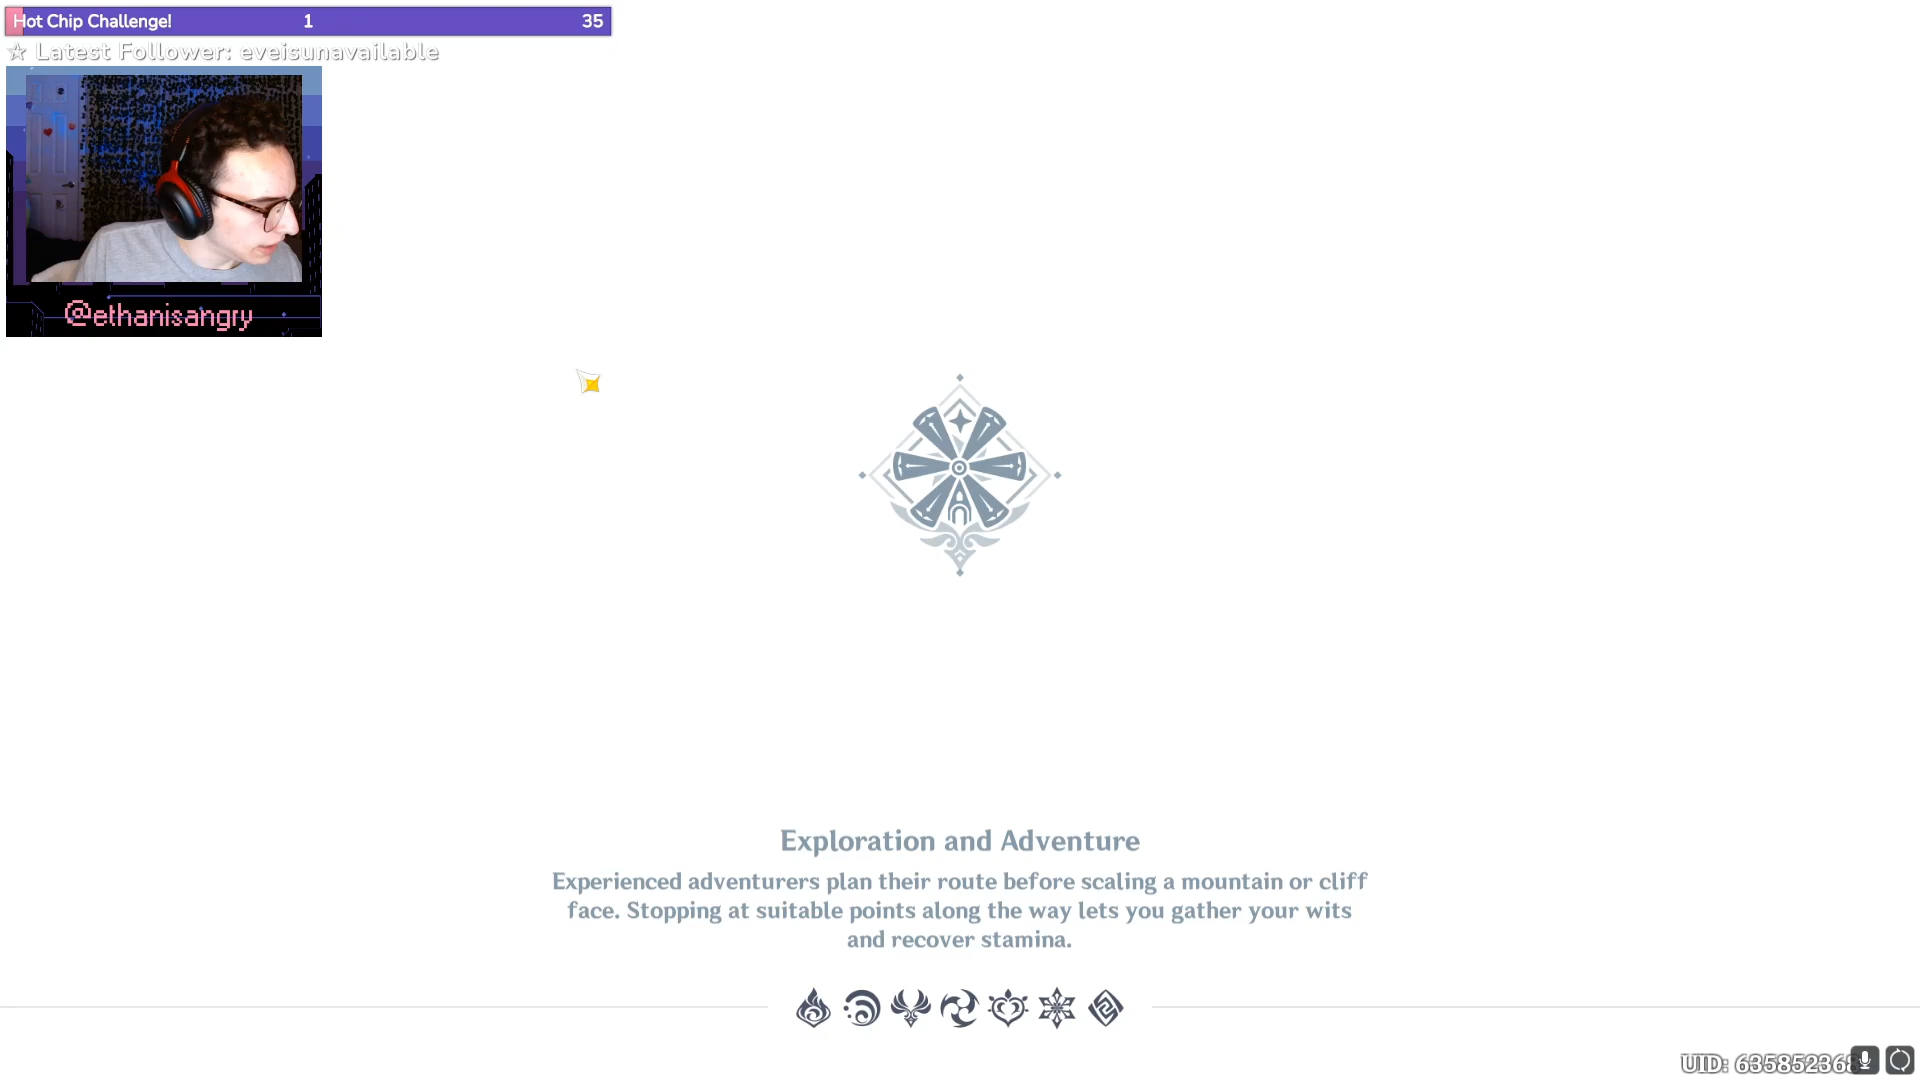 Hot Chip Challenge! 1 35
☆ Latest Follower: eveisunavailable
@ethanisangry
Exploration and Adventure
Experienced adventurers plan their route before scaling a mountain or cliff
face. Stopping at suitable points along the way lets you gather your wits
and recover stamina.
UID: